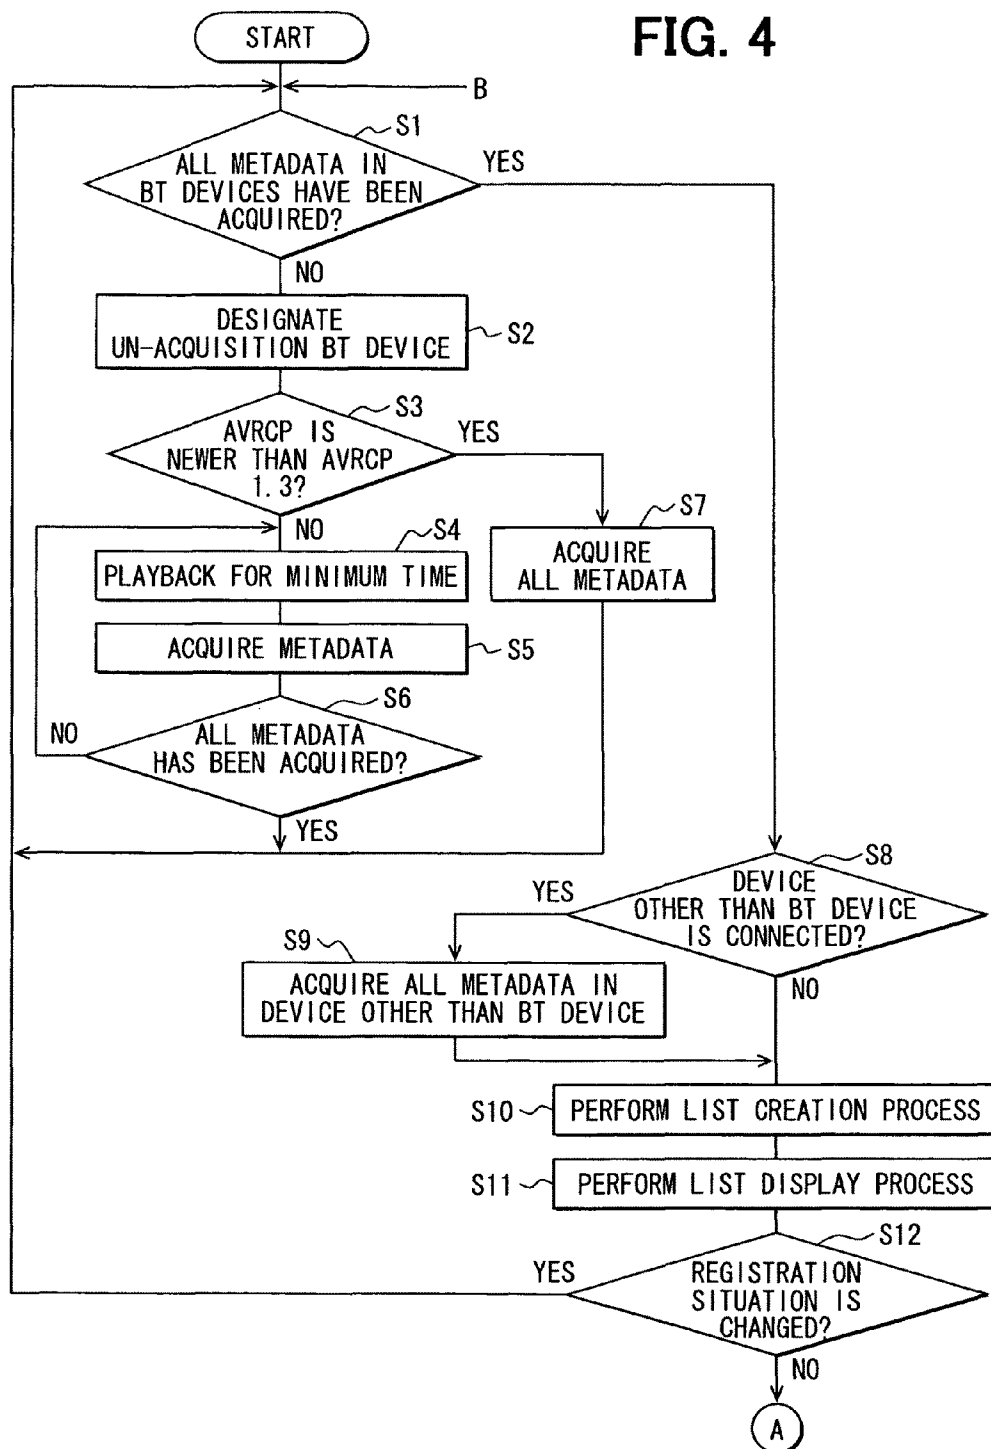 FIG. 4
START
B
S1
ALL METADATA IN
BT DEVICES HAVE BEEN
ACQUIRED?
YES
NO
DESIGNATE
UN-ACQUISITION BT DEVICE
S2
S3
AVRCP IS
NEWER THAN AVRCP
1.3?
YES
NO
S4
PLAYBACK FOR MINIMUM TIME
S7
ACQUIRE
ALL METADATA
ACQUIRE METADATA
S5
S6
ALL METADATA
HAS BEEN ACQUIRED?
NO
YES
S8
DEVICE
OTHER THAN BT DEVICE
IS CONNECTED?
YES
NO
S9
ACQUIRE ALL METADATA IN
DEVICE OTHER THAN BT DEVICE
S10
PERFORM LIST CREATION PROCESS
S11
PERFORM LIST DISPLAY PROCESS
S12
REGISTRATION
SITUATION IS
CHANGED?
YES
NO
A